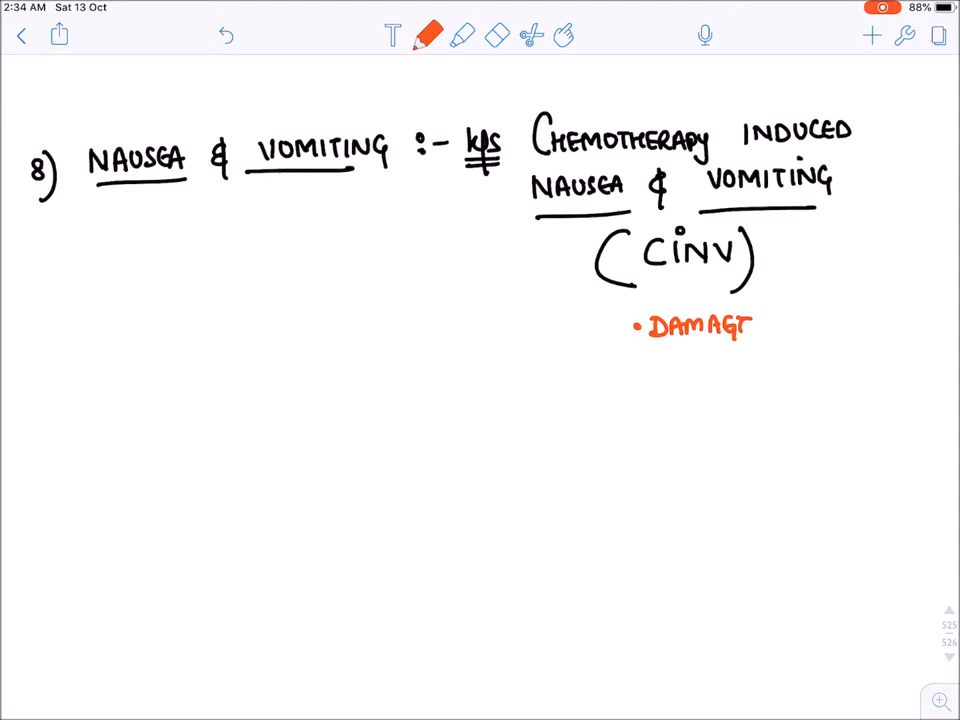 2:34 AM Sat 13 Oct 88%
T
8) NAUSEA & VOMITING :- k/s CHEMOTHERAPY INDUCED
NAUSEA & VOMITING
(CINV)
• DAMAGT
525
526